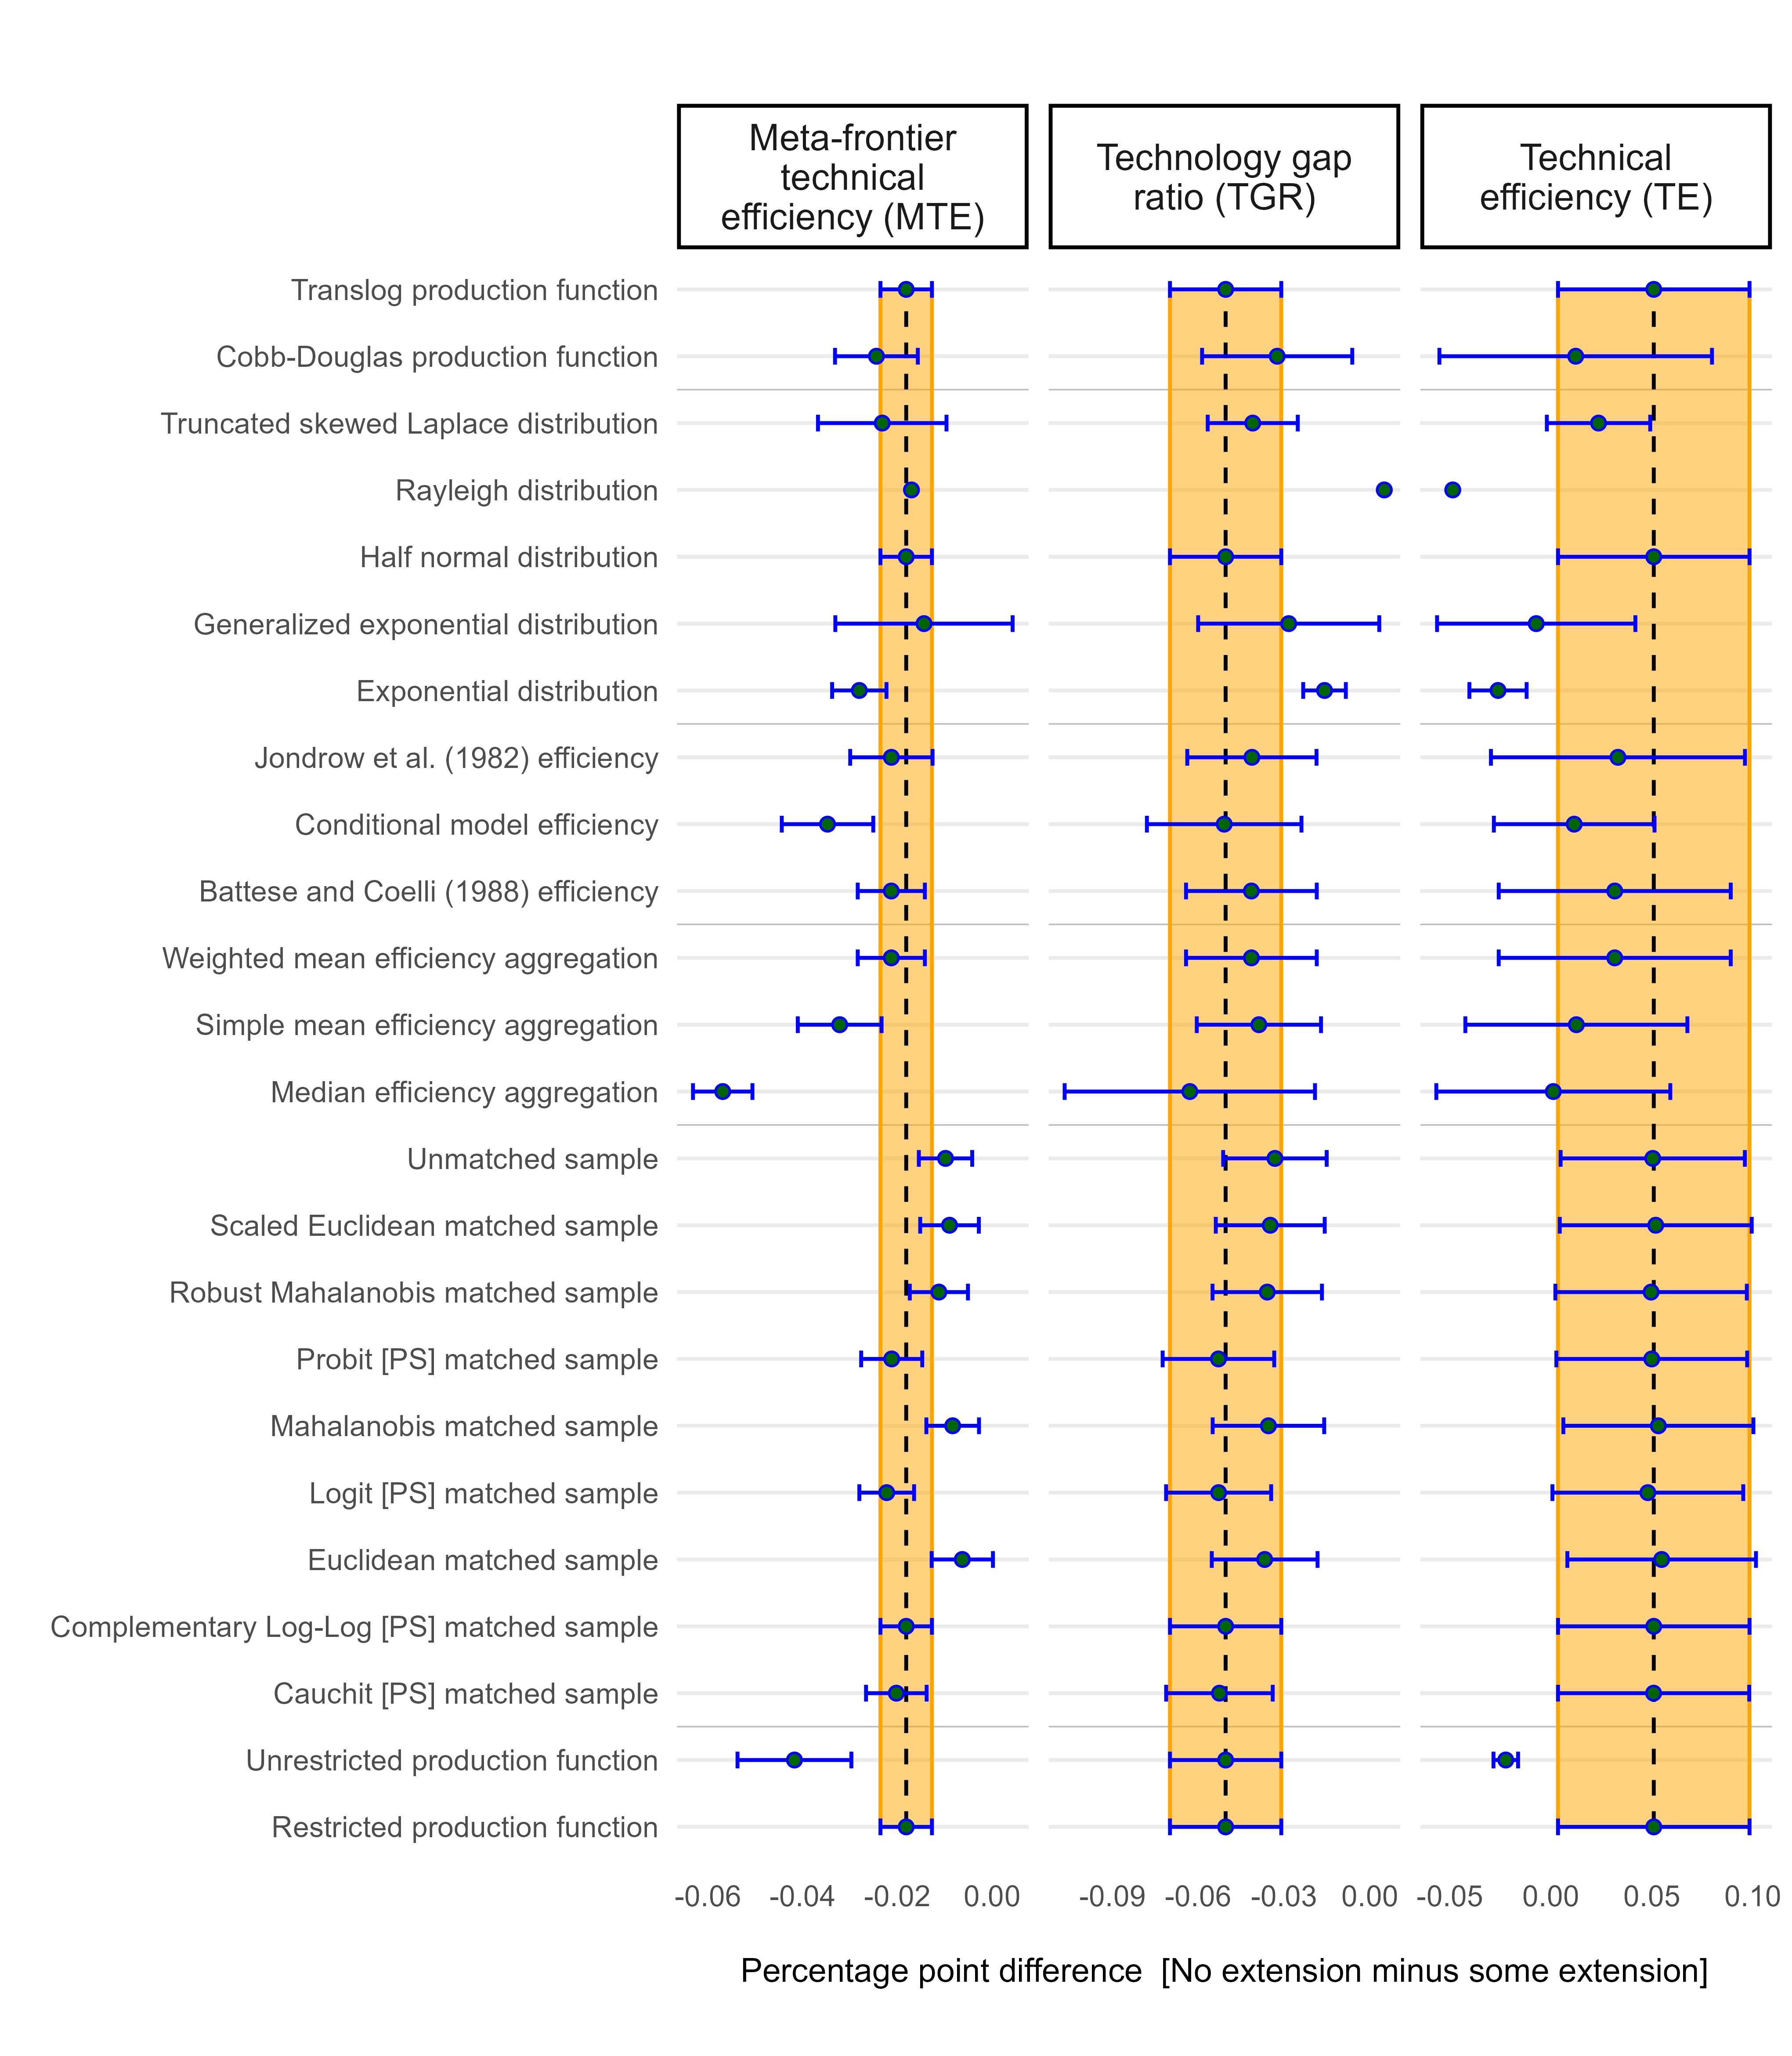 Meta-frontier
technical
efficiency (MTE)
Technology gap
ratio (TGR)
Technical
efficiency (TE)
Translog production function
Cobb-Douglas production function
Truncated skewed Laplace distribution
Rayleigh distribution
Half normal distribution
Generalized exponential distribution
Exponential distribution
Jondrow et al. (1982) efficiency
Conditional model efficiency
Battese and Coelli (1988) efficiency
Weighted mean efficiency aggregation
Simple mean efficiency aggregation
Median efficiency aggregation
Unmatched sample
Scaled Euclidean matched sample
Robust Mahalanobis matched sample
Probit [PS] matched sample
Mahalanobis matched sample
Logit [PS] matched sample
Euclidean matched sample
Complementary Log-Log [PS] matched sample
Cauchit [PS] matched sample
Unrestricted production function
Restricted production function
-0.06 -0.04 -0.02 0.00 -0.09 -0.06 -0.03 0.00 -0.05 0.00 0.05 0.10
Percentage point difference [No extension minus some extension]